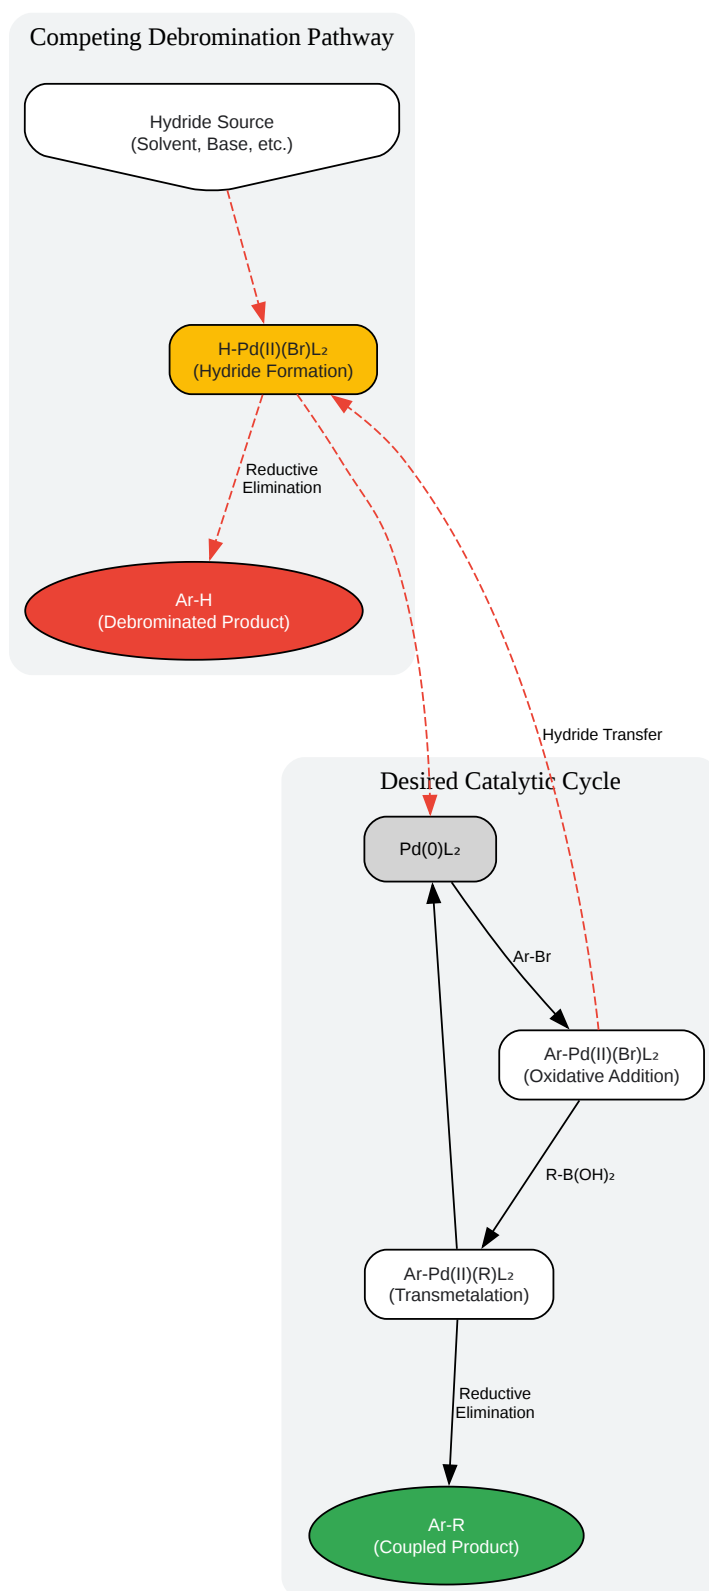 Competing Debromination Pathway
Hydride Source
(Solvent, Base, etc.)
H-Pd(II)(Br)L₂
(Hydride Formation)
Reductive
Elimination
Ar-H
(Debrominated Product)
Hydride Transfer
Desired Catalytic Cycle
Pd(0)L₂
Ar-Br
Ar-Pd(II)(Br)L₂
(Oxidative Addition)
R-B(OH)₂
Ar-Pd(II)(R)L₂
(Transmetalation)
Reductive
Elimination
Ar-R
(Coupled Product)